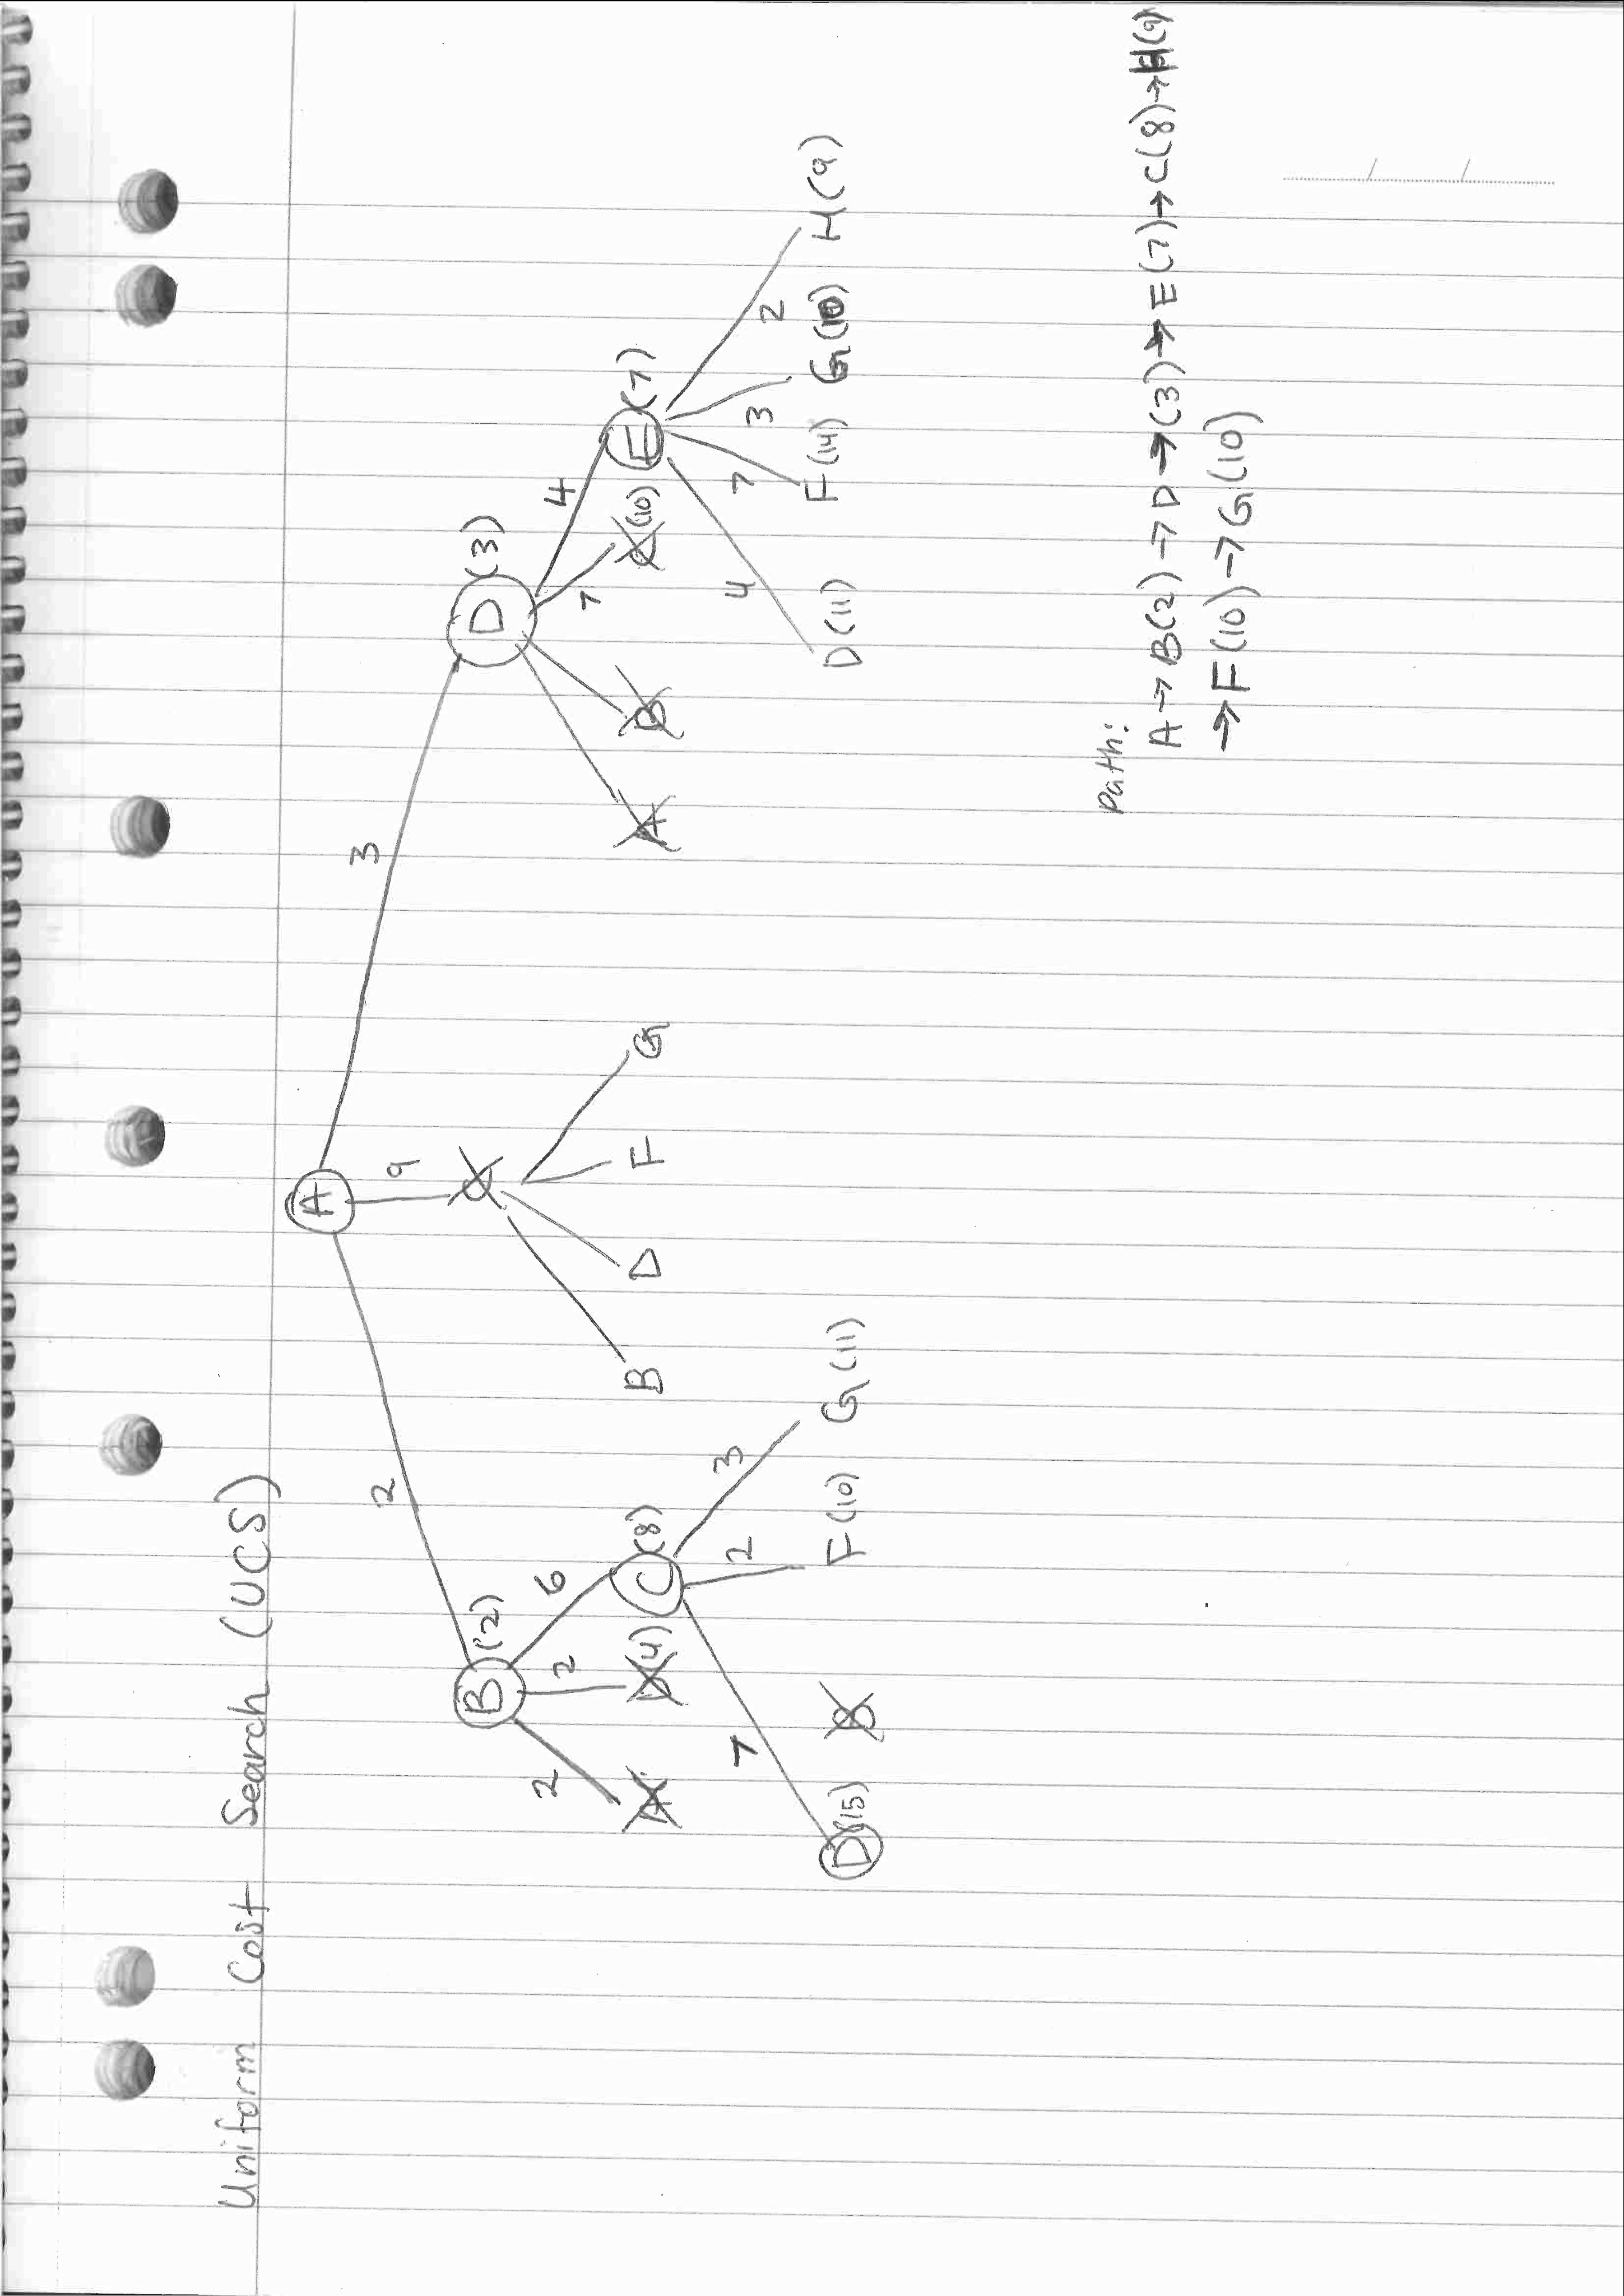 Uniform Cost Search (UCS)
A
2 9 3
B (2) C D (3)
2 2 6 7 4
A D(4) C (8) B D F G A B C(10) E (7)
7 2 3 4 7 3 2
D(15) B F(10) G(11) D(11) F(14) G(10) H(9)
Path:
A → B(2) → D → (3) → E(7) → C(8) → H(9)
→ F(10) → G(10)